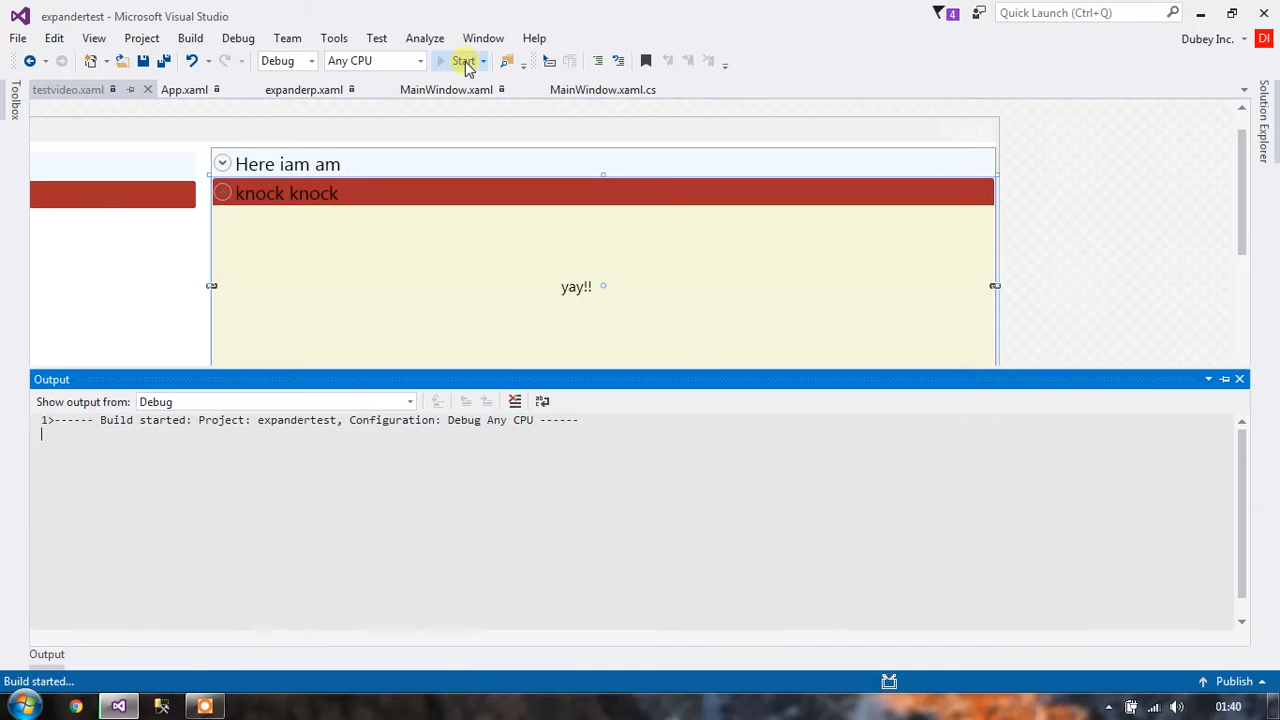 expandertest - Microsoft Visual Studio
4
Quick Launch (Ctrl+Q)
File Edit View Project Build Debug Team Tools Test Analyze Window Help
Dubey Inc. DI
Debug Any CPU Start
Toolbox
testvideo.xaml App.xaml expanderp.xaml MainWindow.xaml MainWindow.xaml.cs
Solution Explorer
Here iam am
knock knock
yay!!
Output
Show output from: Debug
1>------ Build started: Project: expandertest, Configuration: Debug Any CPU ------
Output
Build started...
Publish
01:40